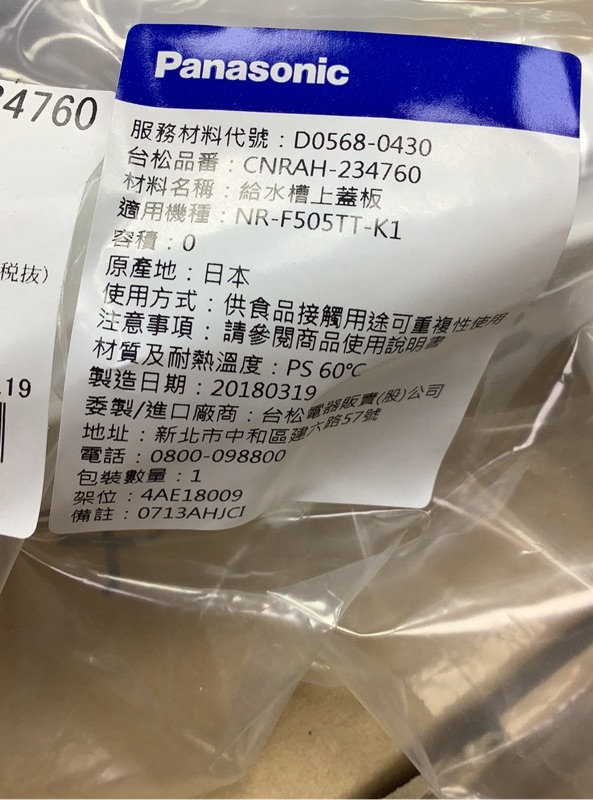 Panasonic
服務材料代號：D0568-0430
台松品番：CNRAH-234760
材料名稱：給水槽上蓋板
適用機種：NR-F505TT-K1
容積：0
原產地：日本
使用方式：供食品接觸用途可重複性使用
注意事項：請參閱商品使用說明書
材質及耐熱溫度：PS 60℃
製造日期：20180319
委製/進口廠商：台松電器販賣(股)公司
地址：新北市中和區建六路57號
電話：0800-098800
包裝數量：1
架位：4AE18009
備註：0713AHJCI
34760
税抜)
.19